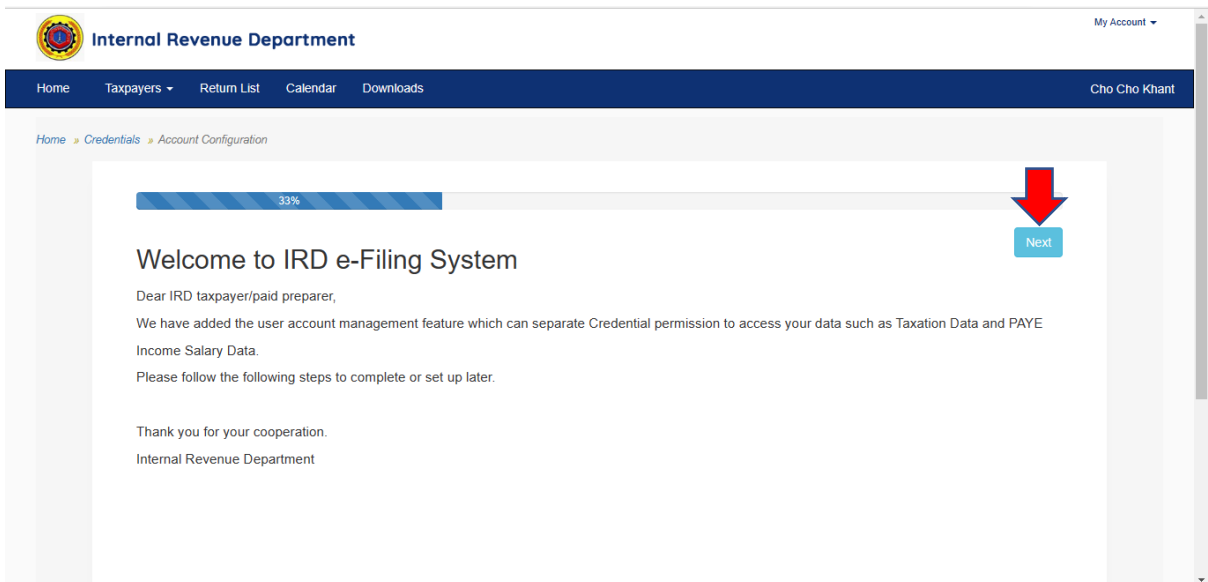 My Account
Internal Revenue Department
Home Taxpayers Return List Calendar Downloads Cho Cho Khant
Home » Credentials » Account Configuration
33%
Next
Welcome to IRD e-Filing System
Dear IRD taxpayer/paid preparer,
We have added the user account management feature which can separate Credential permission to access your data such as Taxation Data and PAYE
Income Salary Data.
Please follow the following steps to complete or set up later.
Thank you for your cooperation.
Internal Revenue Department